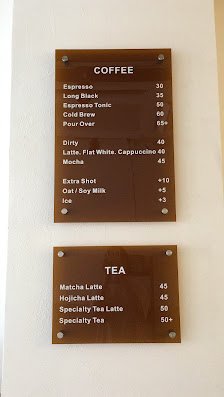 COFFEE
Espresso 30
Long Black 35
Espresso Tonic 50
Cold Brew 60
Pour Over 65+
Dirty 40
Latte. Flat White. Cappuccino 40
Mocha 45
Extra Shot +10
Oat / Soy Milk +5
Ice +3
TEA
Matcha Latte 45
Hojicha Latte 45
Specialty Tea Latte 50
Specialty Tea 50+